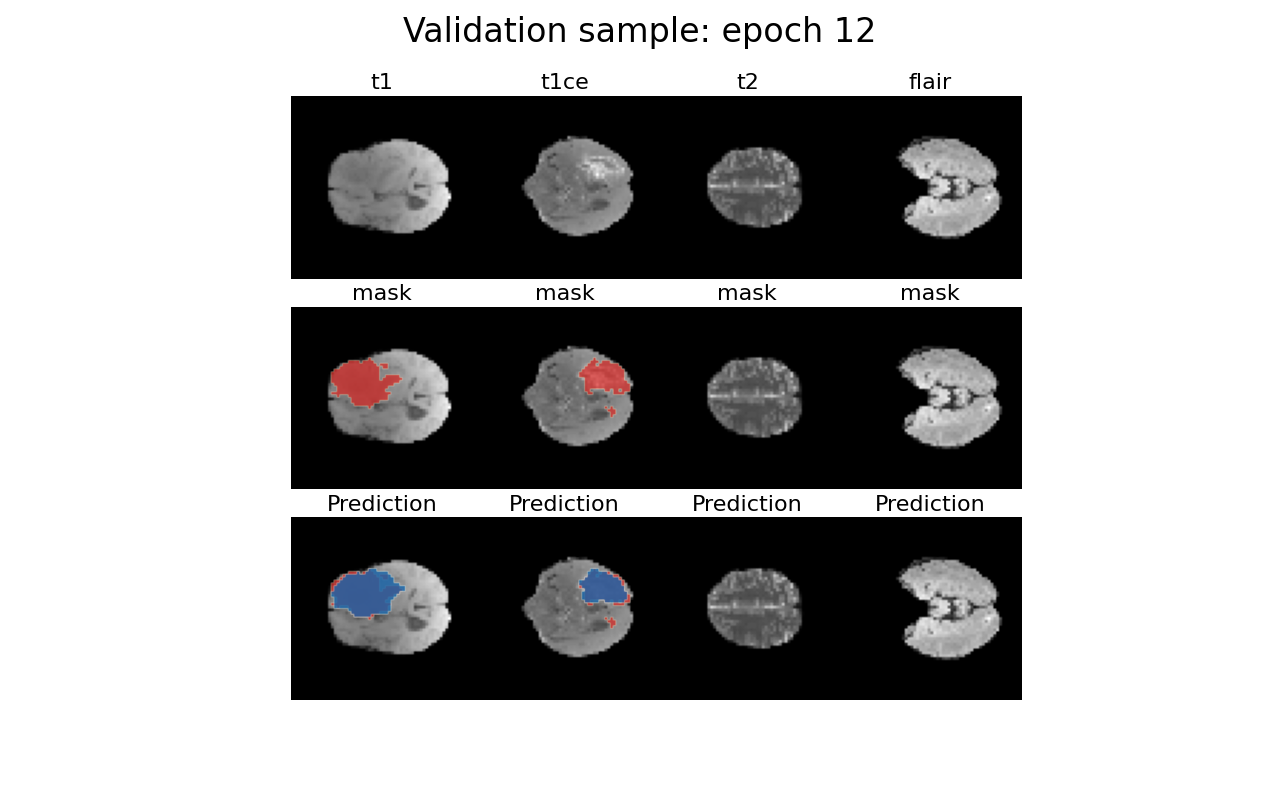 Validation sample: epoch 12
t1 t1ce t2 flair
mask mask mask mask
Prediction Prediction Prediction Prediction